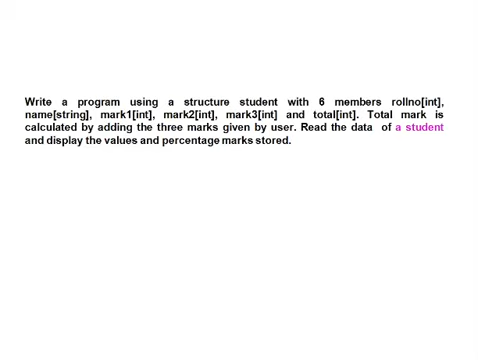 Write a program using a structure student with 6 members rollno[int],
name[string], mark1[int], mark2[int], mark3[int] and total[int]. Total mark is
calculated by adding the three marks given by user. Read the data of a student
and display the values and percentage marks stored.